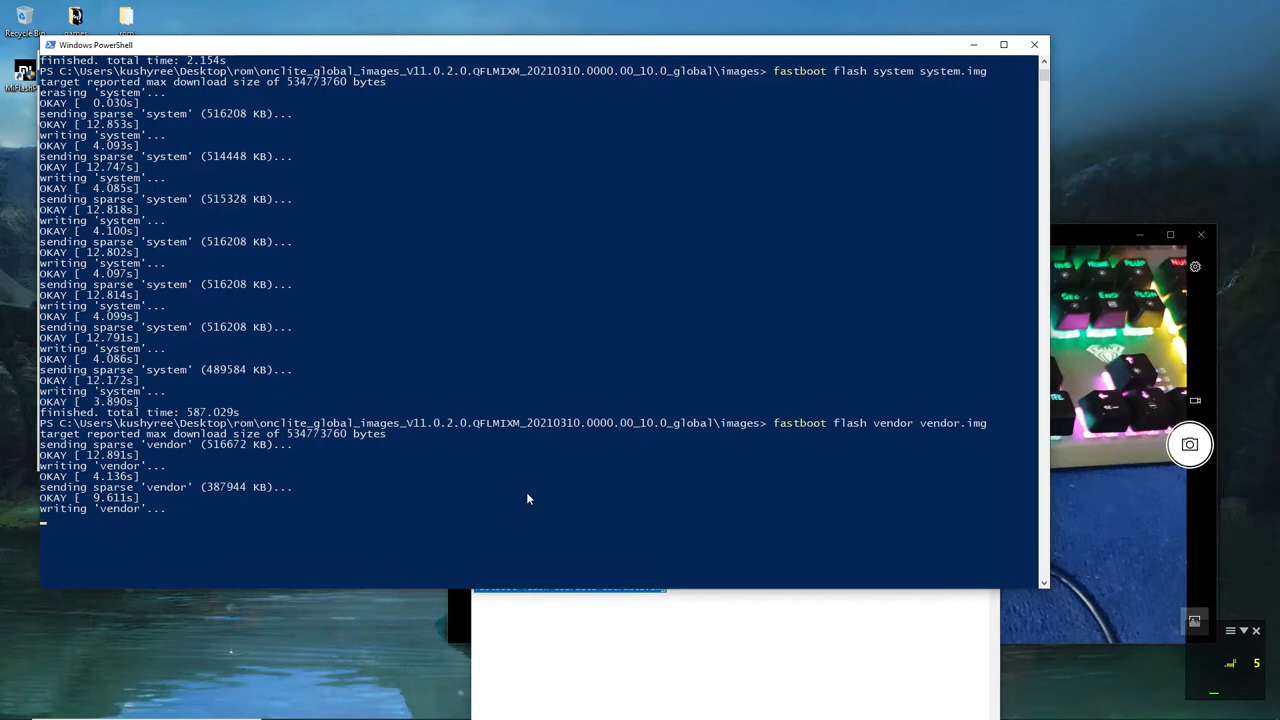 Recycle Bin
games
rom
Windows PowerShell
finished. total time: 2.154s
PS C:\Users\kushyree\Desktop\rom\onclite_global_images_V11.0.2.0.QFLMIXM_20210310.0000.00_10.0_global\images> fastboot flash system system.img
target reported max download size of 534773760 bytes
erasing 'system'...
OKAY [  0.030s]
sending sparse 'system' (516208 KB)...
OKAY [ 12.853s]
writing 'system'...
OKAY [  4.093s]
sending sparse 'system' (514448 KB)...
OKAY [ 12.747s]
writing 'system'...
OKAY [  4.085s]
sending sparse 'system' (515328 KB)...
OKAY [ 12.818s]
writing 'system'...
OKAY [  4.100s]
sending sparse 'system' (516208 KB)...
OKAY [ 12.802s]
writing 'system'...
OKAY [  4.097s]
sending sparse 'system' (516208 KB)...
OKAY [ 12.814s]
writing 'system'...
OKAY [  4.099s]
sending sparse 'system' (516208 KB)...
OKAY [ 12.791s]
writing 'system'...
OKAY [  4.086s]
sending sparse 'system' (489584 KB)...
OKAY [ 12.172s]
writing 'system'...
OKAY [  3.890s]
finished. total time: 587.029s
PS C:\Users\kushyree\Desktop\rom\onclite_global_images_V11.0.2.0.QFLMIXM_20210310.0000.00_10.0_global\images> fastboot flash vendor vendor.img
target reported max download size of 534773760 bytes
sending sparse 'vendor' (516672 KB)...
OKAY [ 12.891s]
writing 'vendor'...
OKAY [  4.136s]
sending sparse 'vendor' (387944 KB)...
OKAY [  9.611s]
writing 'vendor'...
5